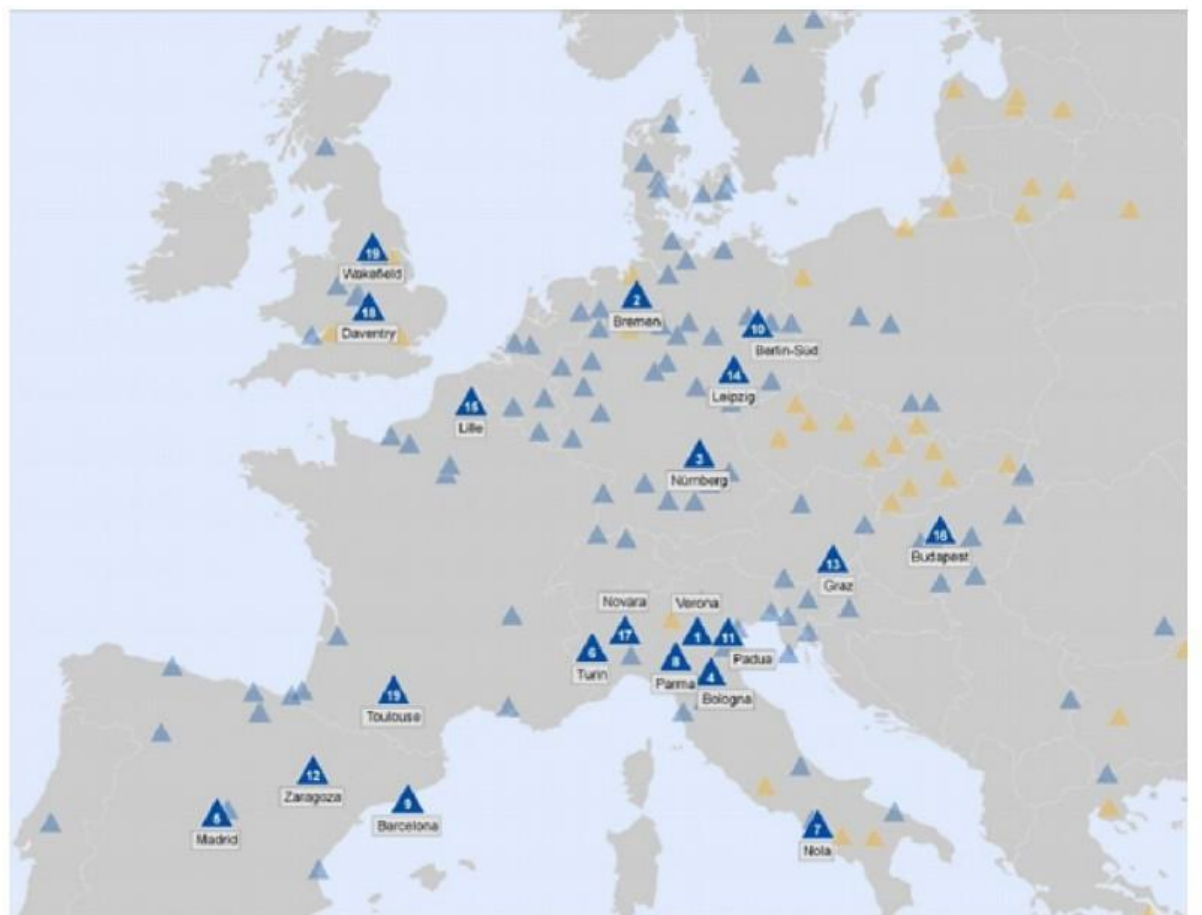 19
Wakefield
18
Daventry
2
Bremen
10
Berlin-Süd
14
Leipzig
15
Lille
3
Nürnberg
16
Budapest
13
Graz
Novara
17
Verona
1
11
Padua
6
Turin
8
Parma
4
Bologna
19
Toulouse
12
Zaragoza
9
Barcelona
5
Madrid
7
Nola